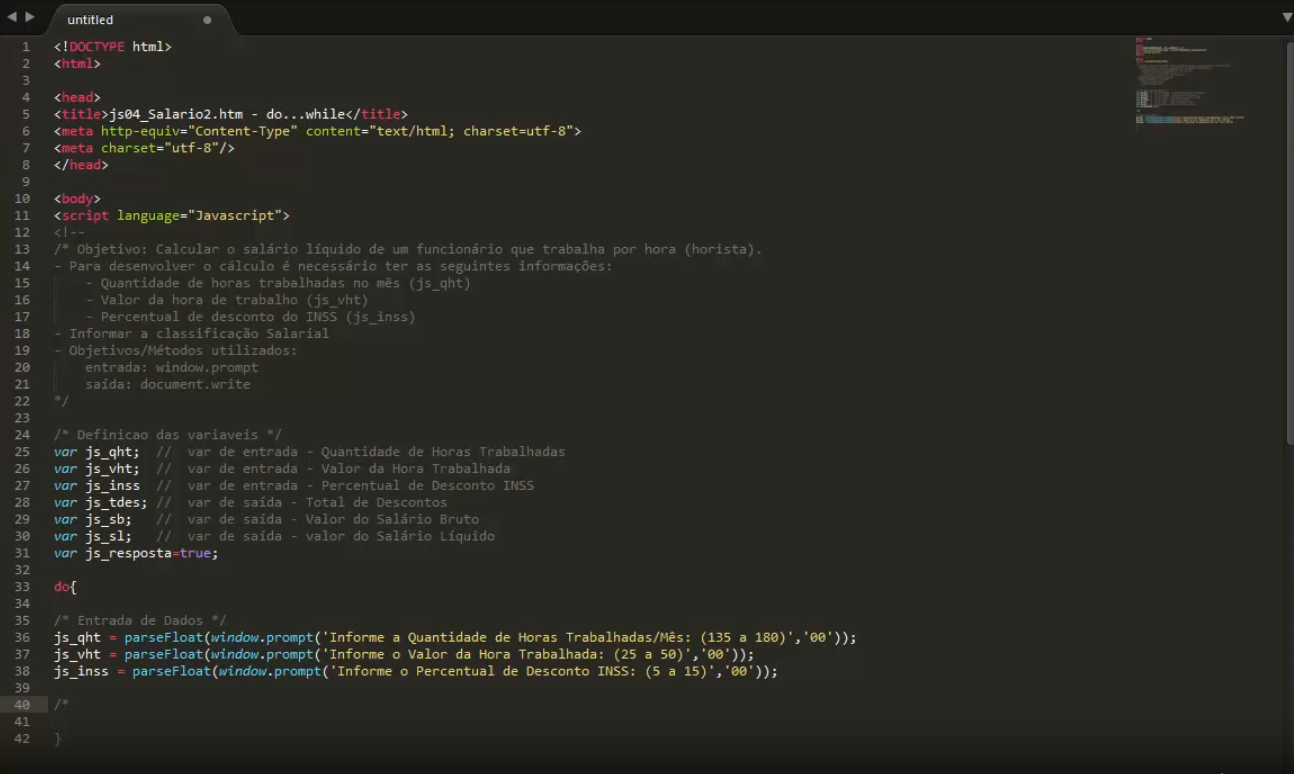 untitled
1 <!DOCTYPE html>
2 <html>
3
4 <head>
5 <title>js04_Salario2.htm - do...while</title>
6 <meta http-equiv="Content-Type" content="text/html; charset=utf-8">
7 <meta charset="utf-8"/>
8 </head>
9
10 <body>
11 <script language="Javascript">
12 <!--
13 /* Objetivo: Calcular o salário líquido de um funcionário que trabalha por hora (horista).
14 - Para desenvolver o cálculo é necessário ter as seguintes informações:
15     - Quantidade de horas trabalhadas no mês (js_qht)
16     - Valor da hora de trabalho (js_vht)
17     - Percentual de desconto do INSS (js_inss)
18 - Informar a classificação Salarial
19 - Objetivos/Métodos utilizados:
20     entrada: window.prompt
21     saída: document.write
22 */
23
24 /* Definicao das variaveis */
25 var js_qht;  //  var de entrada - Quantidade de Horas Trabalhadas
26 var js_vht;  //  var de entrada - Valor da Hora Trabalhada
27 var js_inss  //  var de entrada - Percentual de Desconto INSS
28 var js_tdes; //  var de saída - Total de Descontos
29 var js_sb;   //  var de saída - Valor do Salário Bruto
30 var js_sl;   //  var de saída - valor do Salário Líquido
31 var js_resposta=true;
32
33 do{
34
35 /* Entrada de Dados */
36 js_qht = parseFloat(window.prompt('Informe a Quantidade de Horas Trabalhadas/Mês: (135 a 180)','00'));
37 js_vht = parseFloat(window.prompt('Informe o Valor da Hora Trabalhada: (25 a 50)','00'));
38 js_inss = parseFloat(window.prompt('Informe o Percentual de Desconto INSS: (5 a 15)','00'));
39
40 /*
41
42 }